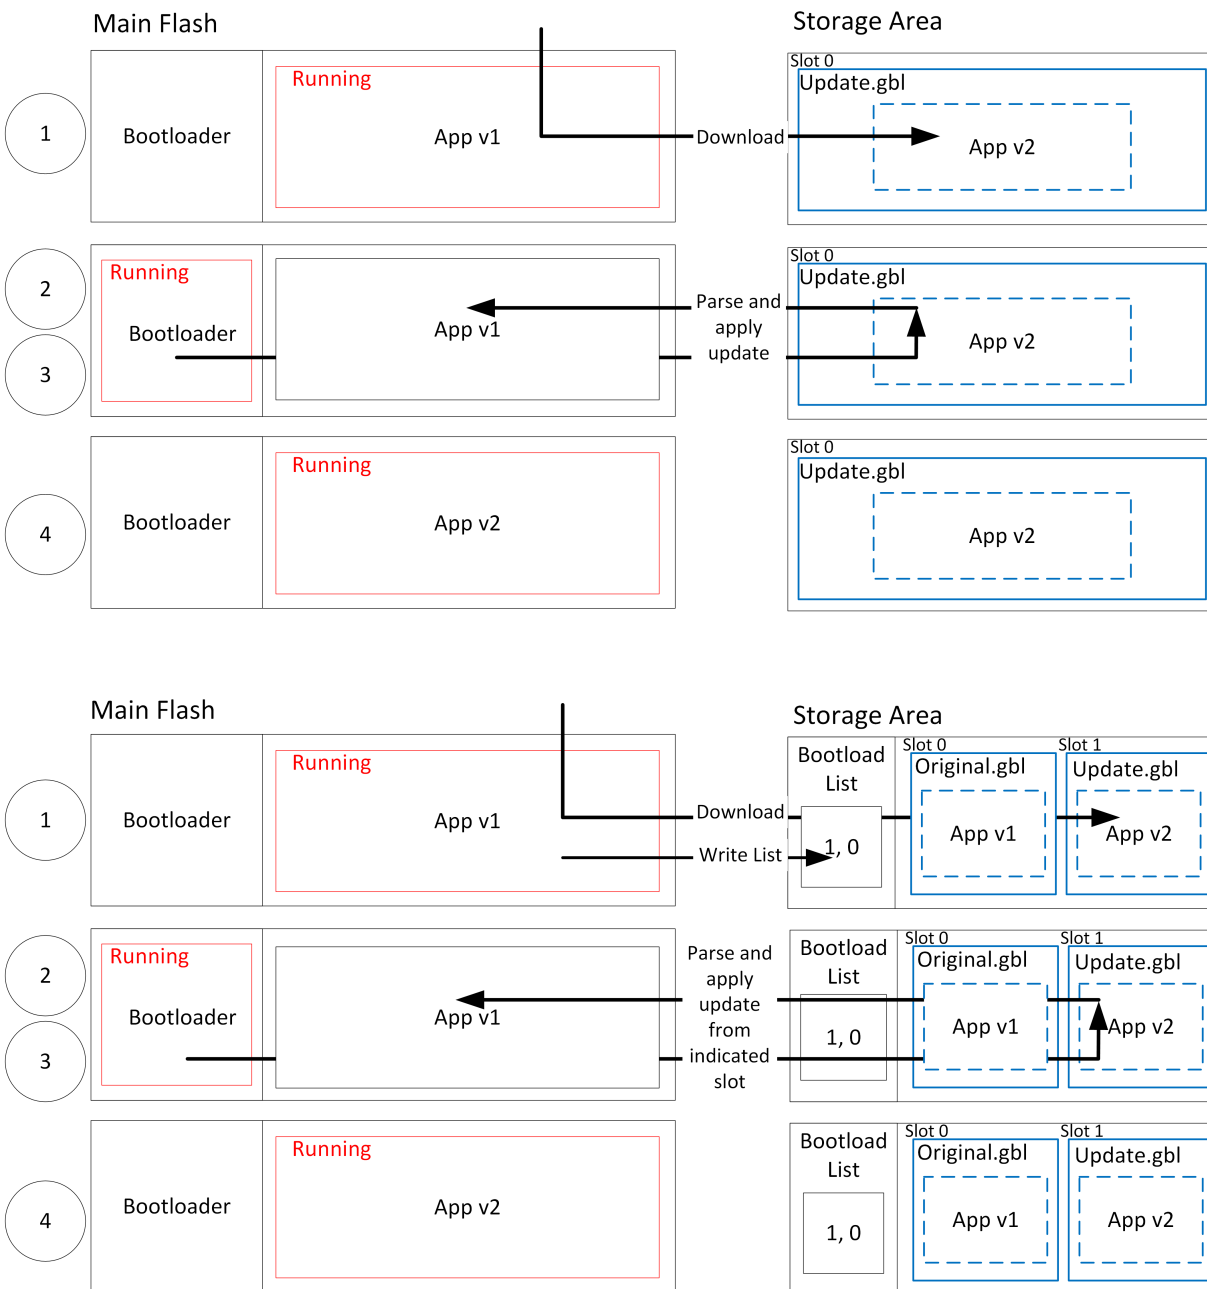 Main Flash
Storage Area
1
Bootloader
Running
App v1
Download
Slot 0
Update.gbl
App v2
2
3
Running
Bootloader
App v1
Parse and
apply
update
Slot 0
Update.gbl
App v2
4
Bootloader
Running
App v2
Slot 0
Update.gbl
App v2
Main Flash
Storage Area
1
Bootloader
Running
App v1
Download
Write List
Bootload
List
1, 0
Slot 0
Original.gbl
App v1
Slot 1
Update.gbl
App v2
2
3
Running
Bootloader
App v1
Parse and
apply
update
from
indicated
slot
Bootload
List
1, 0
Slot 0
Original.gbl
App v1
Slot 1
Update.gbl
App v2
4
Bootloader
Running
App v2
Bootload
List
1, 0
Slot 0
Original.gbl
App v1
Slot 1
Update.gbl
App v2